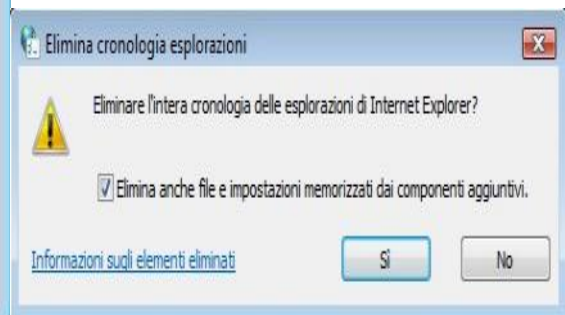 Elimina cronologia esplorazioni
Eliminare l'intera cronologia delle esplorazioni di Internet Explorer?
Elimina anche file e impostazioni memorizzati dai componenti aggiuntivi.
Informazioni sugli elementi eliminati
Sì
No